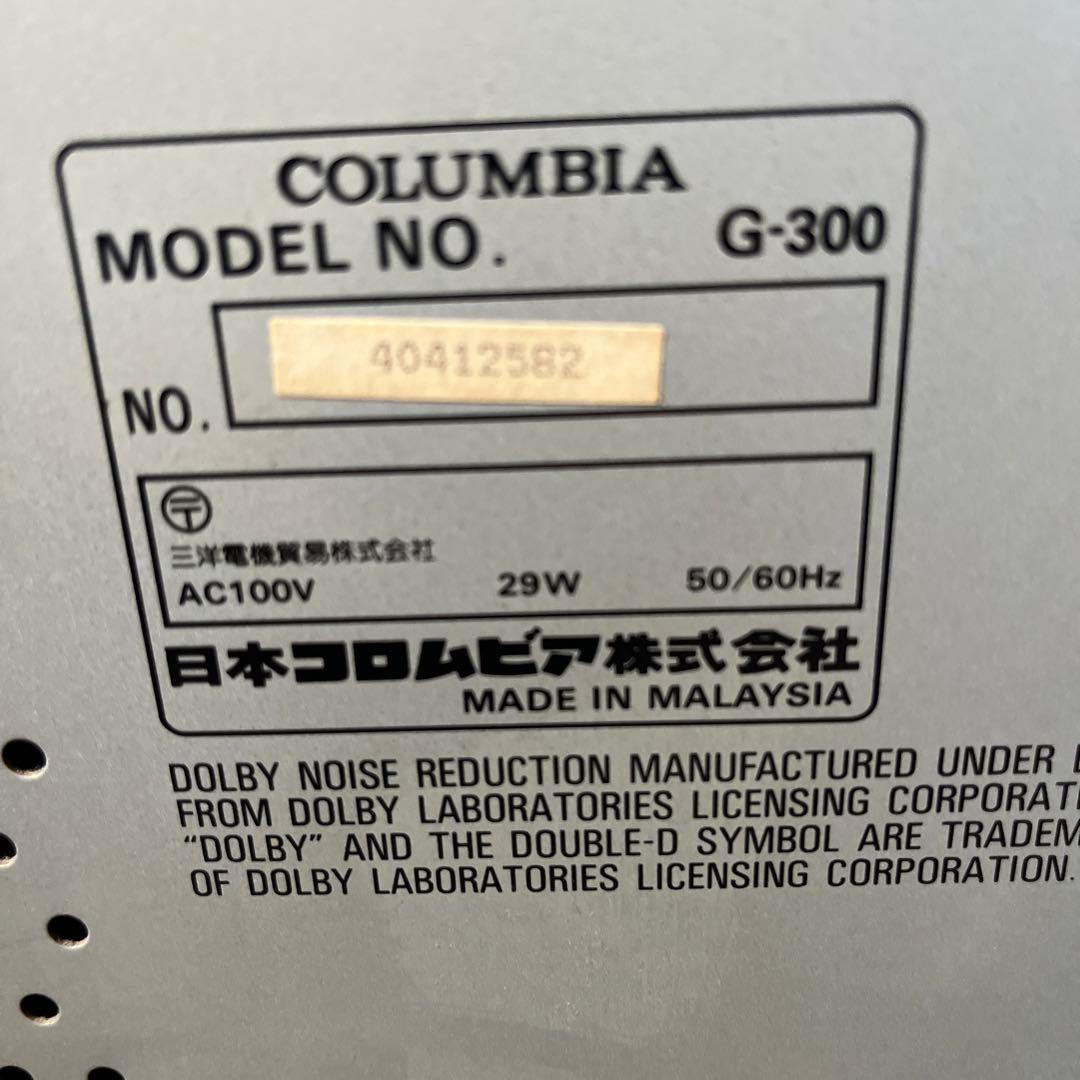 COLUMBIA
MODEL NO. G-300
NO. 40412582
〒
三洋電機貿易株式会社
AC100V 29W 50/60Hz
日本コロムビア株式会社
MADE IN MALAYSIA
DOLBY NOISE REDUCTION MANUFACTURED UNDER
FROM DOLBY LABORATORIES LICENSING CORPORATI
“DOLBY” AND THE DOUBLE-D SYMBOL ARE TRADEM
OF DOLBY LABORATORIES LICENSING CORPORATION.